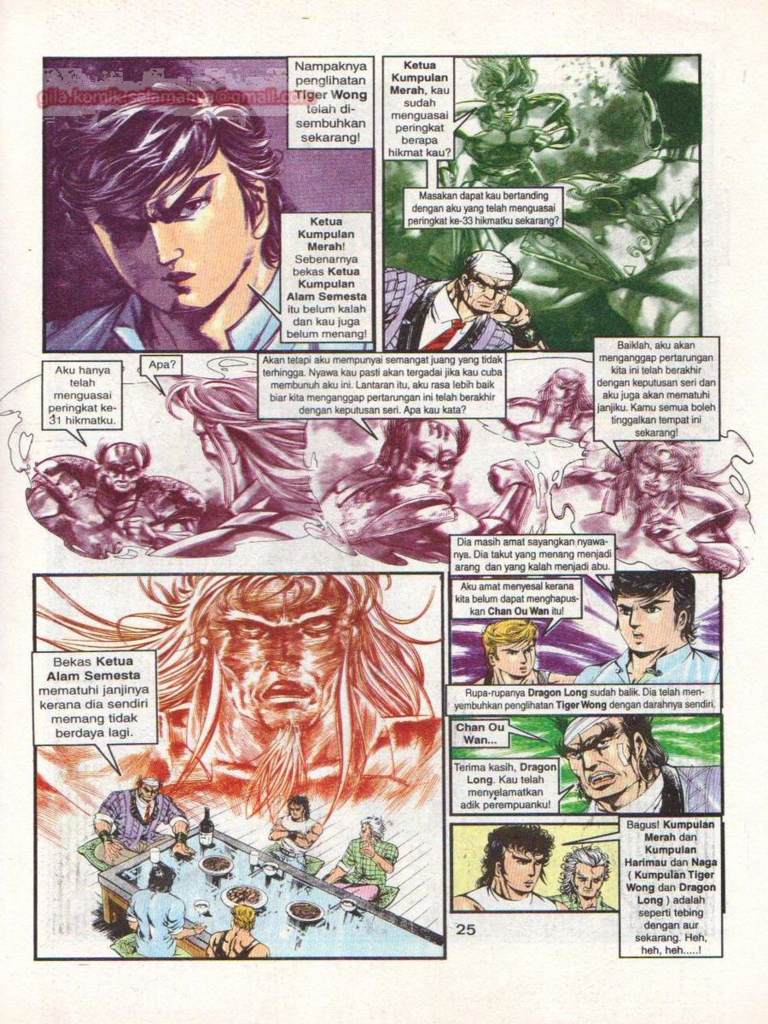 Nampaknya
penglihatan
Tiger Wong
telah di-
sembuhkan
sekarang!
Ketua
Kumpulan
Merah!
Sebenarnya
bekas Ketua
Kumpulan
Alam Semesta
itu belum kalah
dan kau juga
belum menang!
Ketua
Kumpulan
Merah, kau
sudah
menguasai
peringkat
berapa
hikmat kau?
Masakan dapat kau bertanding
dengan aku yang telah menguasai
peringkat ke-33 hikmatku sekarang?
Aku hanya
telah
menguasai
peringkat ke-
31 hikmatku.
Apa?
Akan tetapi aku mempunyai semangat juang yang tidak
terhingga. Nyawa kau pasti akan tergadai jika kau cuba
membunuh aku ini. Lantaran itu, aku rasa lebih baik
biar kita menganggap pertarungan ini telah berakhir
dengan keputusan seri. Apa kau kata?
Baiklah, aku akan
menganggap pertarungan
kita ini telah berakhir
dengan keputusan seri dan
aku juga akan mematuhi
janjiku. Kamu semua boleh
tinggalkan tempat ini
sekarang!
Bekas Ketua
Alam Semesta
mematuhi janjinya
kerana dia sendiri
memang tidak
berdaya lagi.
Dia masih amat sayangkan nyawa-
nya. Dia takut yang menang menjadi
arang dan yang kalah menjadi abu.
Aku amat menyesal kerana
kita belum dapat menghapus-
kan Chan Ou Wan itu!
Rupa-rupanya Dragon Long sudah balik. Dia telah men-
yembuhkan penglihatan Tiger Wong dengan darahnya sendiri.
Chan Ou
Wan...
Terima kasih, Dragon
Long. Kau telah
menyelamatkan
adik perempuanku!
Bagus! Kumpulan
Merah dan
Kumpulan
Harimau dan Naga
( Kumpulan Tiger
Wong dan Dragon
Long ) adalah
seperti tebing
dengan aur
sekarang. Heh,
heh, heh.....!
25